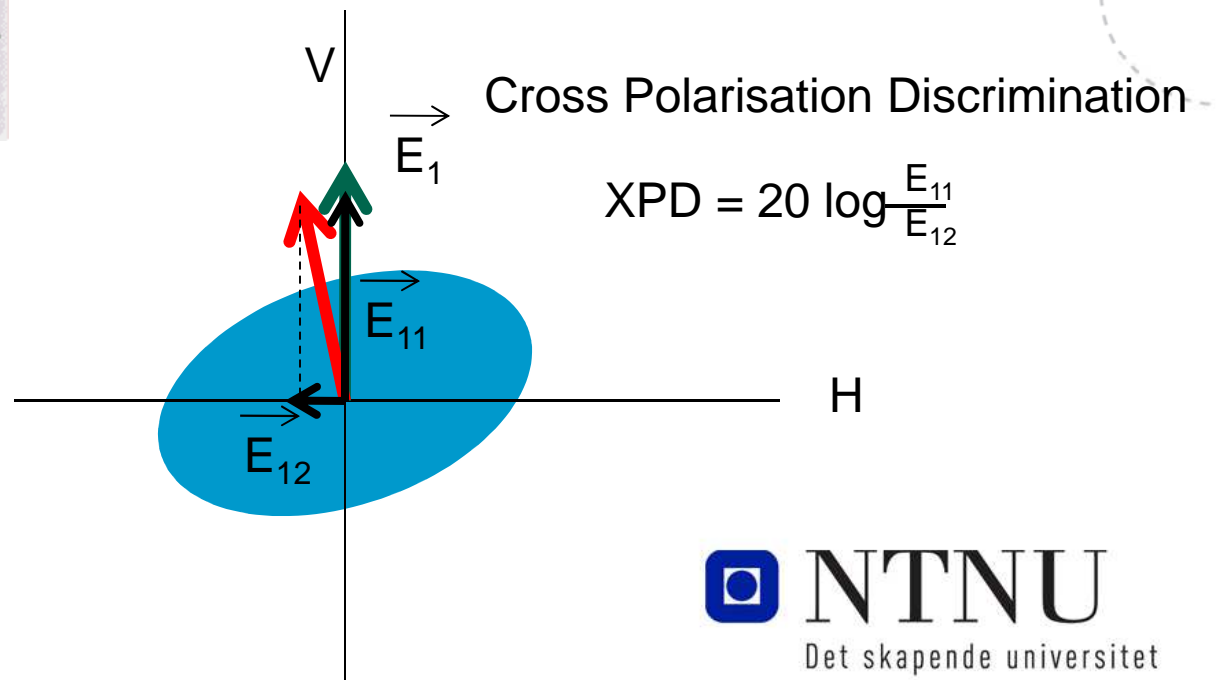 V
Cross Polarisation Discrimination
E₁
XPD = 20 log E₁₁/E₁₂
E₁₁
H
E₁₂
NTNU
Det skapende universitet